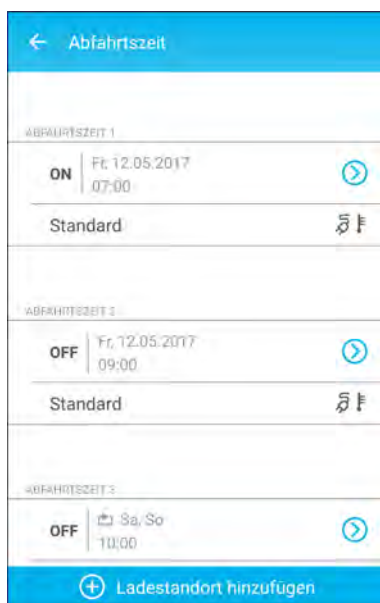 Abfahrtszeit
ABFAHRTSZEIT 1
ON
Fr, 12.05.2017
07:00
Standard
ABFAHRTSZEIT 2
OFF
Fr, 12.05.2017
09:00
Standard
ABFAHRTSZEIT 3
OFF
Sa, So
10:00
Ladestandort hinzufügen